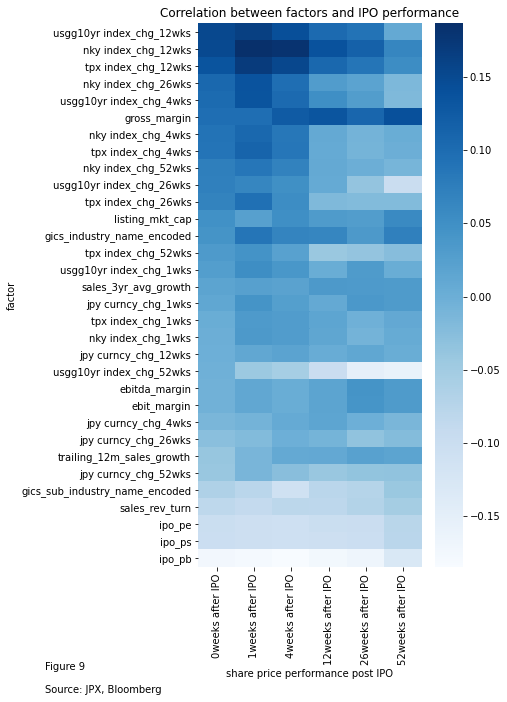 Correlation between factors and IPO performance
usgg10yr index_chg_12wks
nky index_chg_12wks
tpx index_chg_12wks
nky index_chg_26wks
usgg10yr index_chg_4wks
gross_margin
nky index_chg_4wks
tpx index_chg_4wks
nky index_chg_52wks
usgg10yr index_chg_26wks
tpx index_chg_26wks
listing_mkt_cap
gics_industry_name_encoded
tpx index_chg_52wks
usgg10yr index_chg_1wks
sales_3yr_avg_growth
jpy curncy_chg_1wks
tpx index_chg_1wks
nky index_chg_1wks
jpy curncy_chg_12wks
usgg10yr index_chg_52wks
ebitda_margin
ebit_margin
jpy curncy_chg_4wks
jpy curncy_chg_26wks
trailing_12m_sales_growth
jpy curncy_chg_52wks
gics_sub_industry_name_encoded
sales_rev_turn
ipo_pe
ipo_ps
ipo_pb
factor
0weeks after IPO
1weeks after IPO
4weeks after IPO
12weeks after IPO
26weeks after IPO
52weeks after IPO
share price performance post IPO
0.15
0.10
0.05
0.00
−0.05
−0.10
−0.15
Figure 9
Source: JPX, Bloomberg